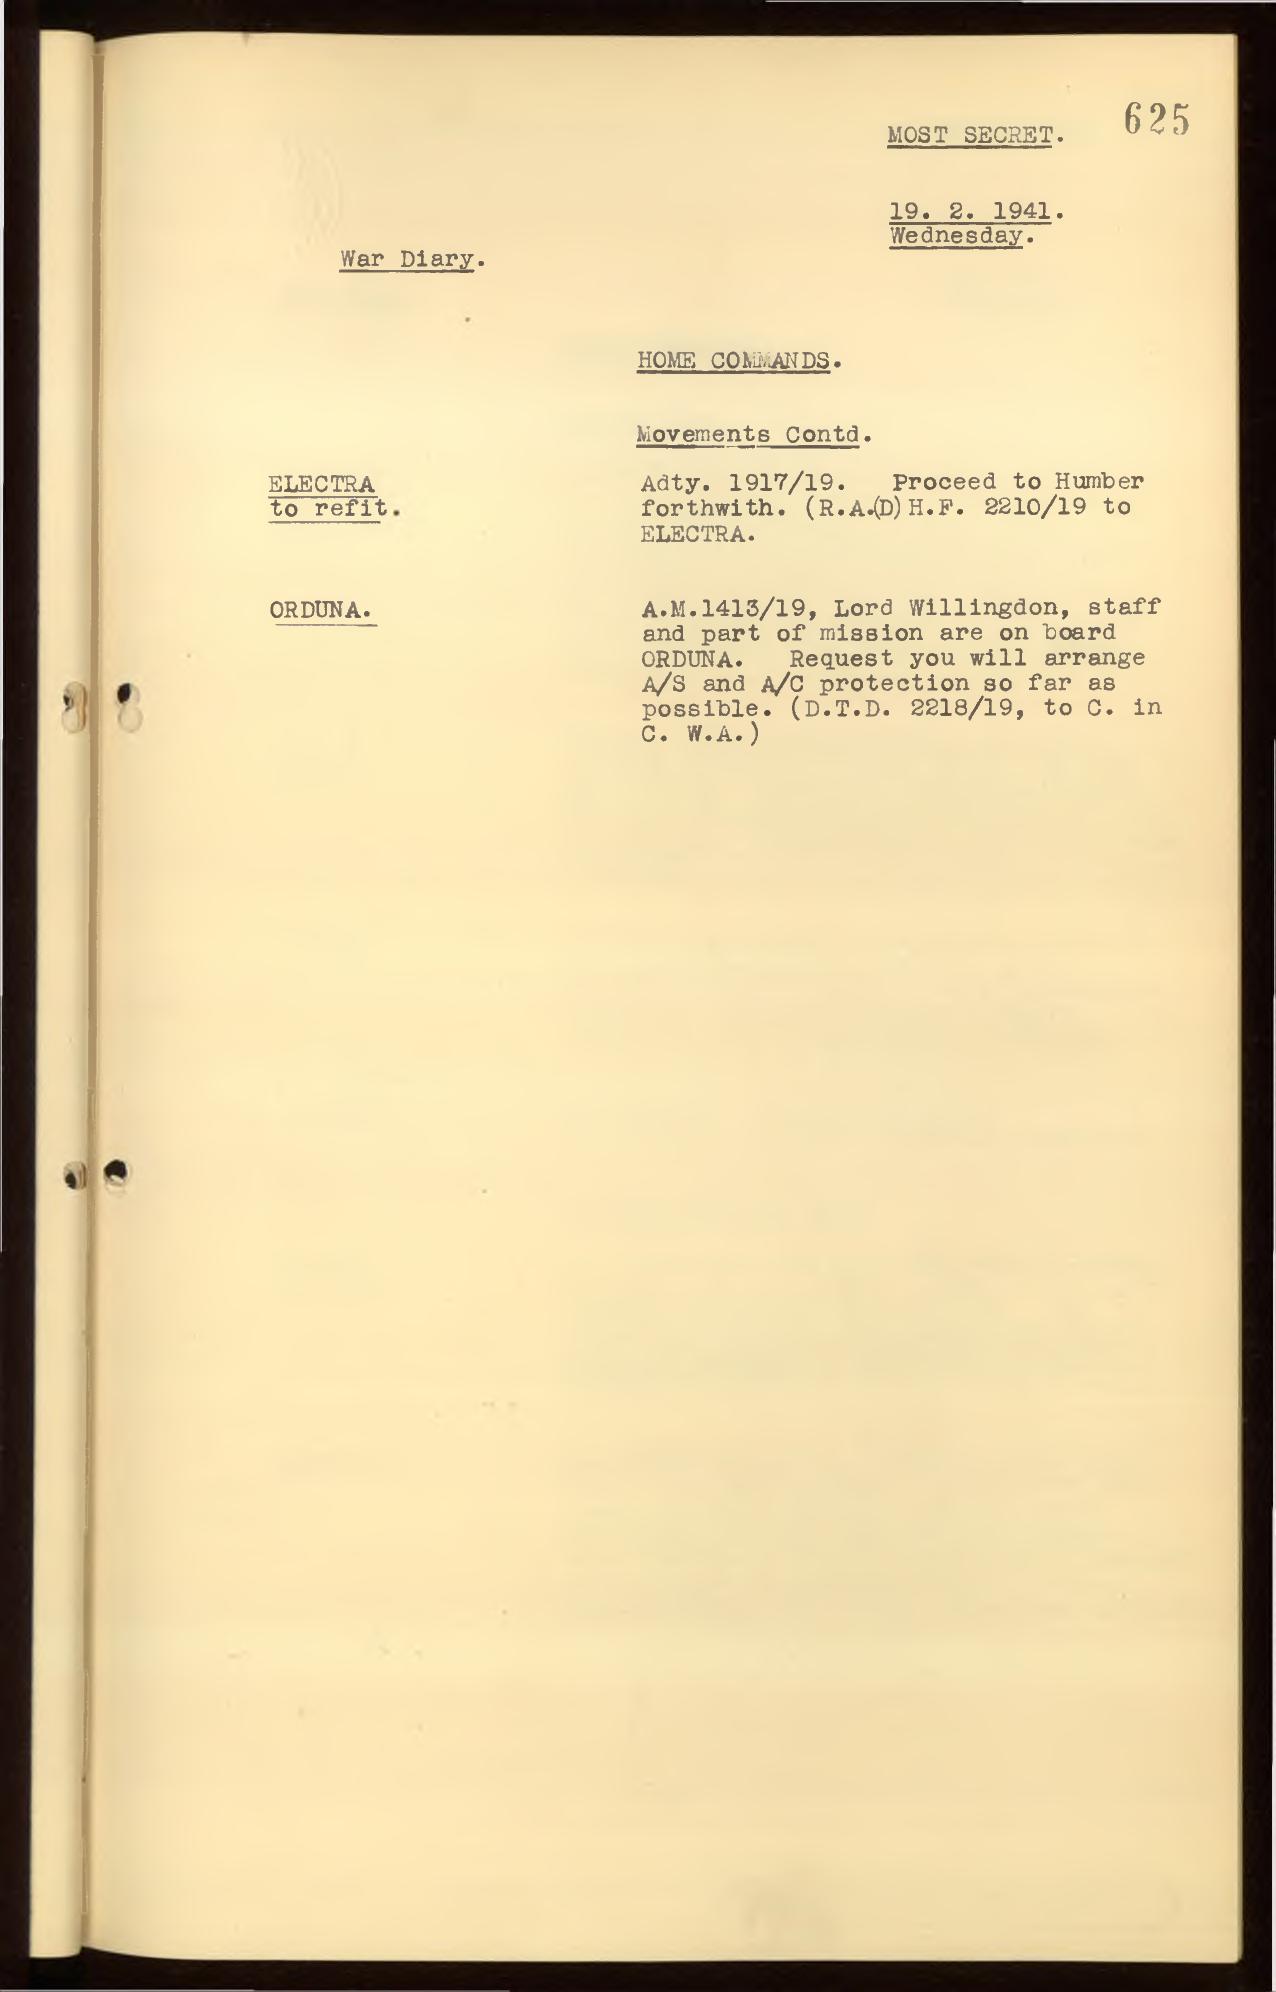 625
MOST SECRET.
19. 2. 1941.
Wednesday.
War Diary.
HOME COMMANDS.
Movements Contd.
ELECTRA
to refit.
Adty. 1917/19. Proceed to Humber
forthwith. (R.A.(D) H.F. 2210/19 to
ELECTRA.
ORDUNA.
A.M.1413/19, Lord Willingdon, staff
and part of mission are on board
ORDUNA. Request you will arrange
A/S and A/C protection so far as
possible. (D.T.D. 2218/19, to C. in
C. W.A.)